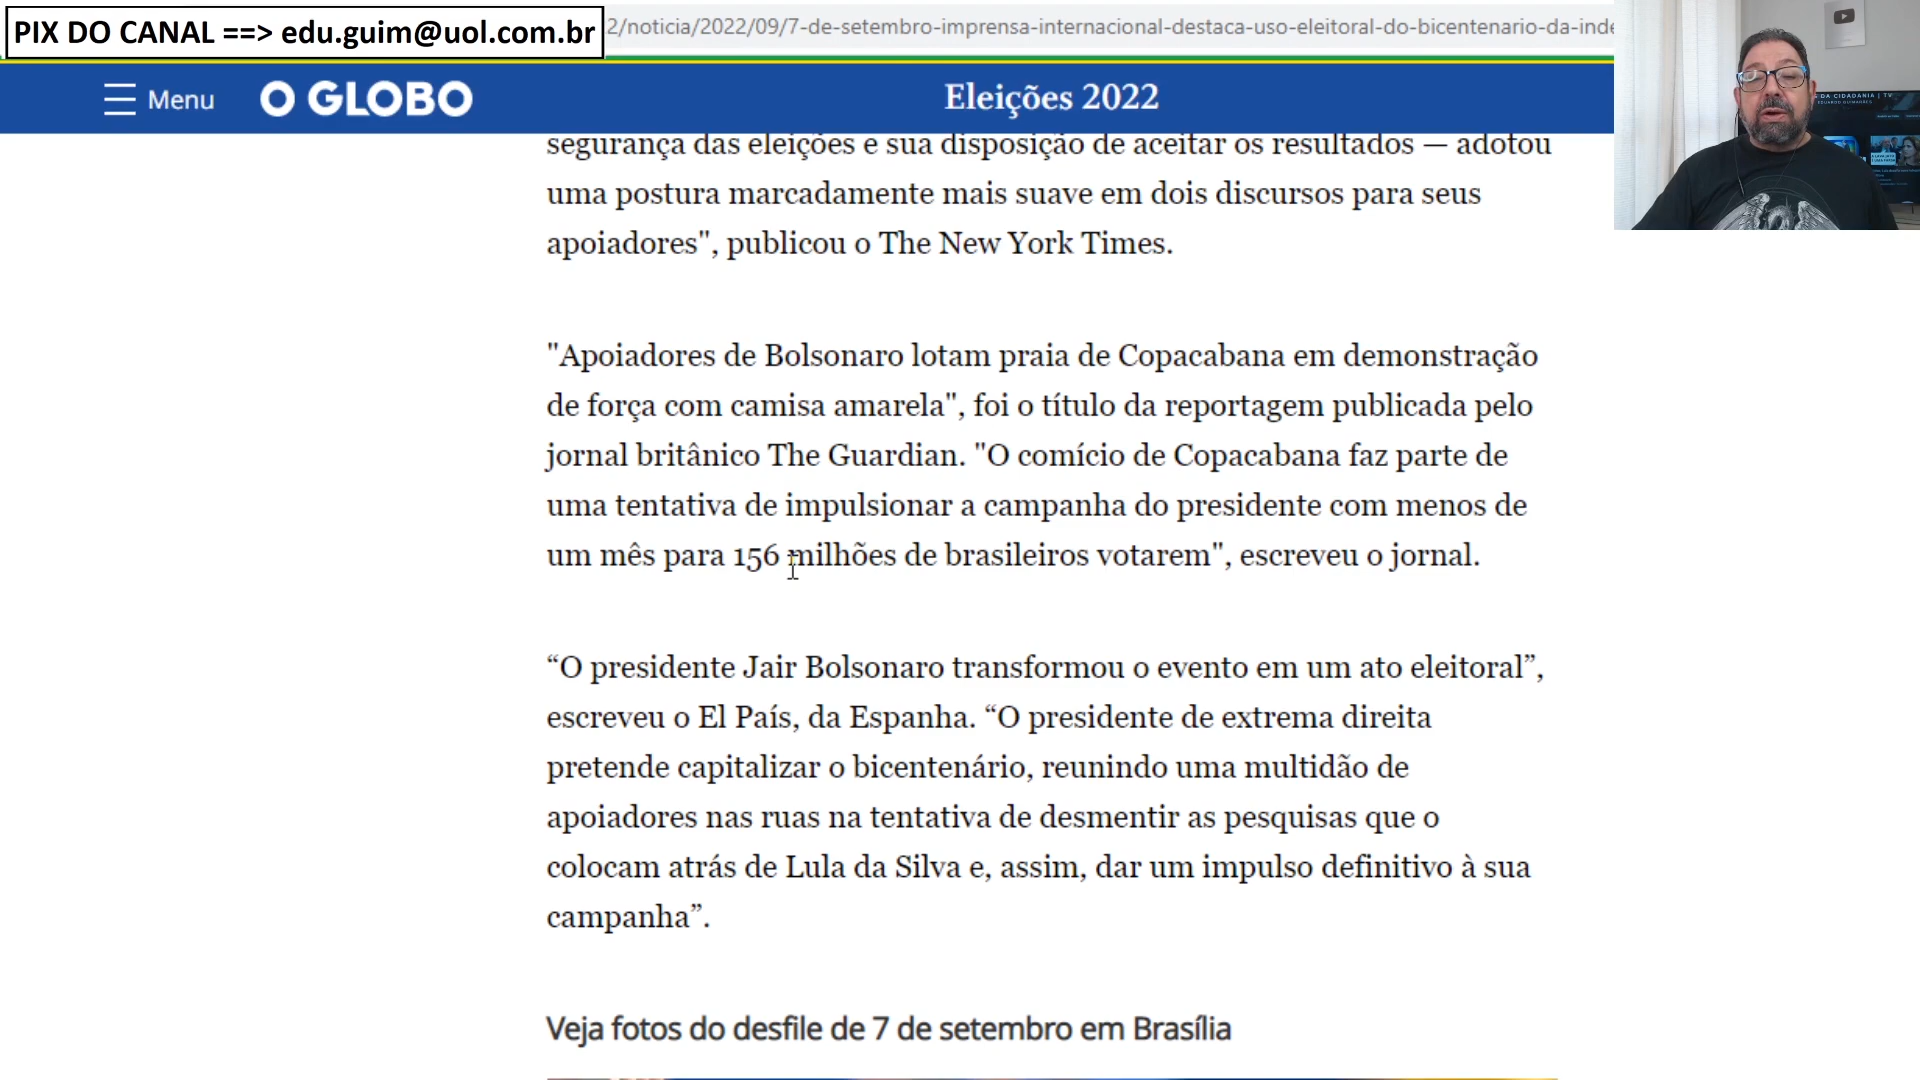 PIX DO CANAL ==> edu.guim@uol.com.br
2/noticia/2022/09/7-de-setembro-imprensa-internacional-destaca-uso-eleitoral-do-bicentenario-da-inde
Menu
O GLOBO
Eleições 2022
DA CIDADANIA | TV
EDUARDO GUIMARÃES
segurança das eleições e sua disposição de aceitar os resultados — adotou
uma postura marcadamente mais suave em dois discursos para seus
apoiadores", publicou o The New York Times.
"Apoiadores de Bolsonaro lotam praia de Copacabana em demonstração
de força com camisa amarela", foi o título da reportagem publicada pelo
jornal britânico The Guardian. "O comício de Copacabana faz parte de
uma tentativa de impulsionar a campanha do presidente com menos de
um mês para 156 milhões de brasileiros votarem", escreveu o jornal.
“O presidente Jair Bolsonaro transformou o evento em um ato eleitoral”,
escreveu o El País, da Espanha. “O presidente de extrema direita
pretende capitalizar o bicentenário, reunindo uma multidão de
apoiadores nas ruas na tentativa de desmentir as pesquisas que o
colocam atrás de Lula da Silva e, assim, dar um impulso definitivo à sua
campanha”.
Veja fotos do desfile de 7 de setembro em Brasília